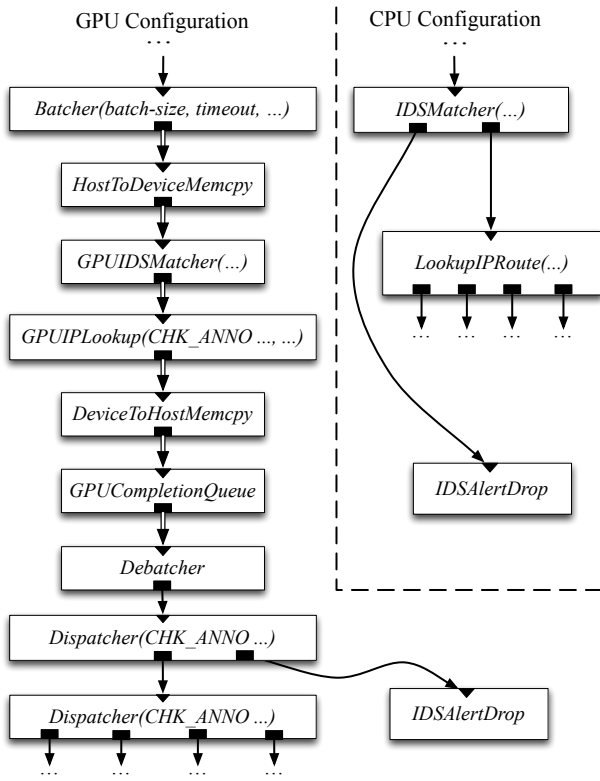 GPU Configuration
...
Batcher(batch-size, timeout, ...)
HostToDeviceMemcpy
GPUIDSMatcher(...)
GPUIPLookup(CHK_ANNO ..., ...)
DeviceToHostMemcpy
GPUCompletionQueue
Debatcher
Dispatcher(CHK_ANNO ...)
Dispatcher(CHK_ANNO ...)
... ... ... ...
IDSAlertDrop
CPU Configuration
...
IDSMatcher(...)
LookupIPRoute(...)
... ... ... ...
IDSAlertDrop